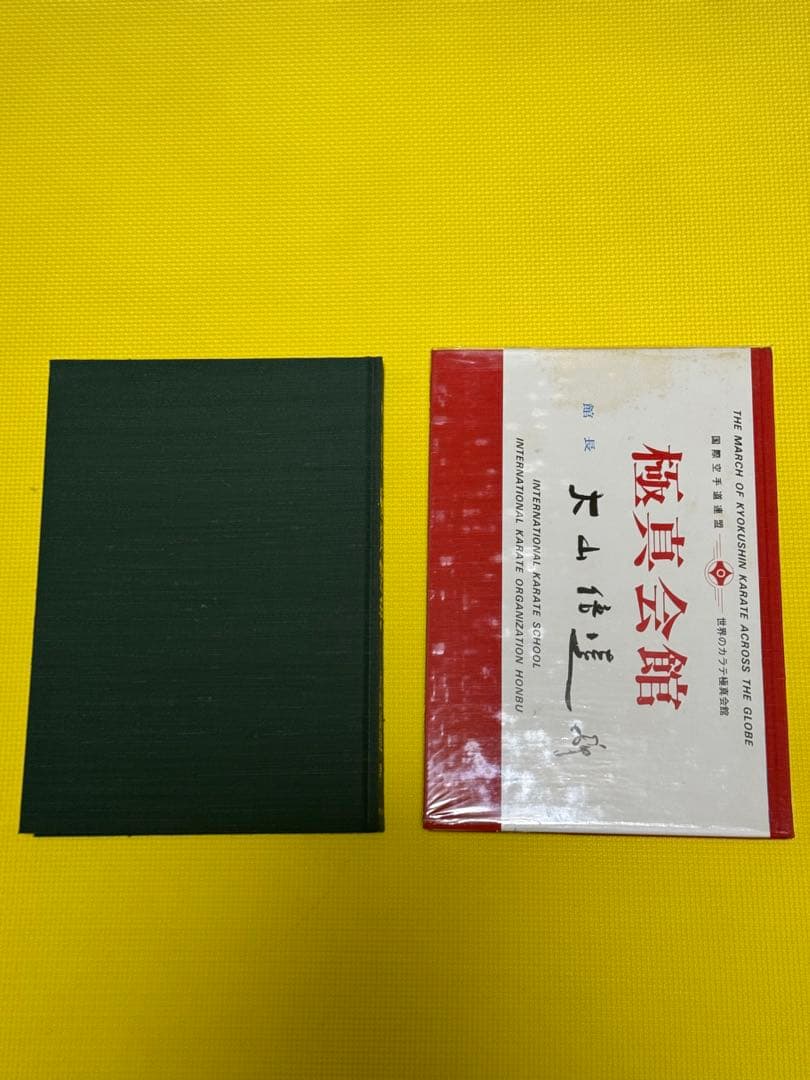 THE MARCH OF KYOKUSHIN KARATE ACROSS THE GLOBE
国際空手道連盟 世界のカラテ極真会館
極真会館
館長 大山倍達
INTERNATIONAL KARATE SCHOOL
INTERNATIONAL KARATE ORGANIZATION HONBU